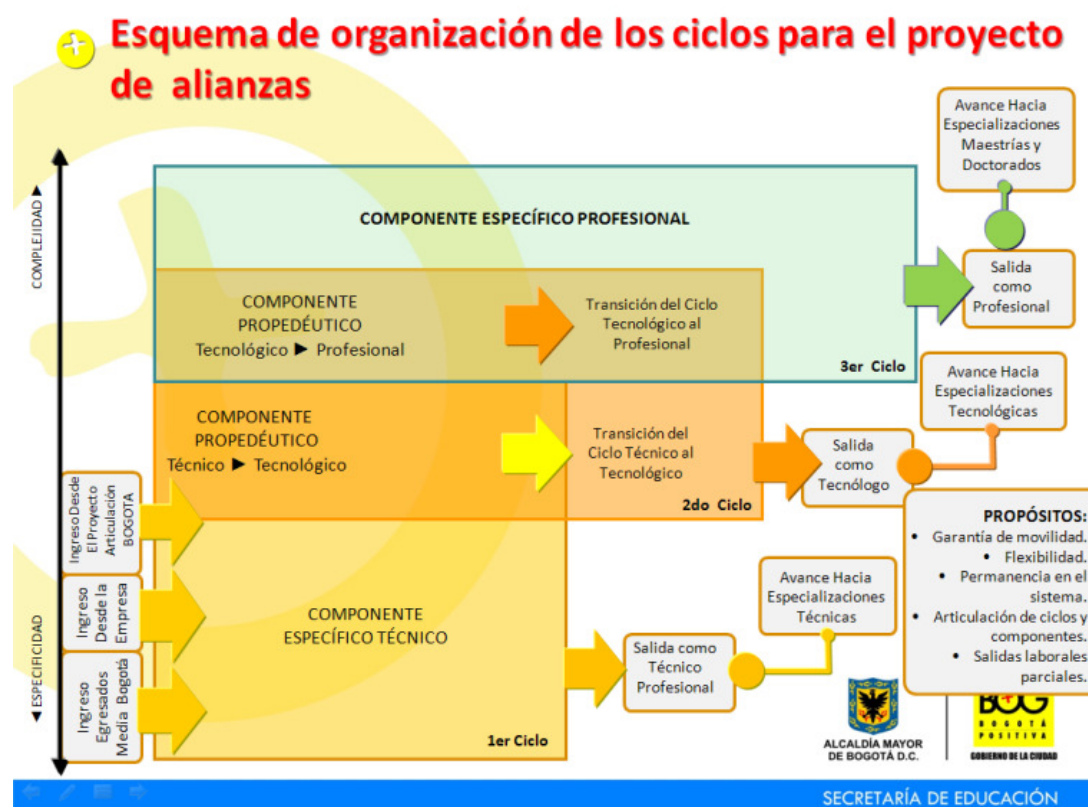 Esquema de organización de los ciclos para el proyecto
de alianzas
Avance Hacia
Especializaciones
Maestrías y
Doctorados
COMPLEJIDAD ►
COMPONENTE ESPECÍFICO PROFESIONAL
Salida
como
Profesional
COMPONENTE
PROPEDÉUTICO
Tecnológico ► Profesional
Transición del Ciclo
Tecnológico al
Profesional
3er Ciclo
Avance Hacia
Especializaciones
Tecnológicas
COMPONENTE
PROPEDÉUTICO
Técnico ► Tecnológico
Transición del
Ciclo Técnico al
Tecnológico
Salida
como
Tecnólogo
2do Ciclo
Ingreso Desde
El Proyecto
Articulación
BOGOTA
PROPÓSITOS:
• Garantía de movilidad.
• Flexibilidad.
• Permanencia en el
sistema.
• Articulación de ciclos y
componentes.
• Salidas laborales
parciales.
Ingreso
Desde la
Empresa
Avance Hacia
Especializaciones
Técnicas
COMPONENTE
ESPECÍFICO TÉCNICO
◄ ESPECIFICIDAD
Ingreso
Egresados
Media Bogotá
Salida como
Técnico
Profesional
1er Ciclo
ALCALDÍA MAYOR
DE BOGOTÁ D.C.
BOG
BOGOTÁ
POSITIVA
GOBIERNO DE LA CIUDAD
SECRETARÍA DE EDUCACIÓN